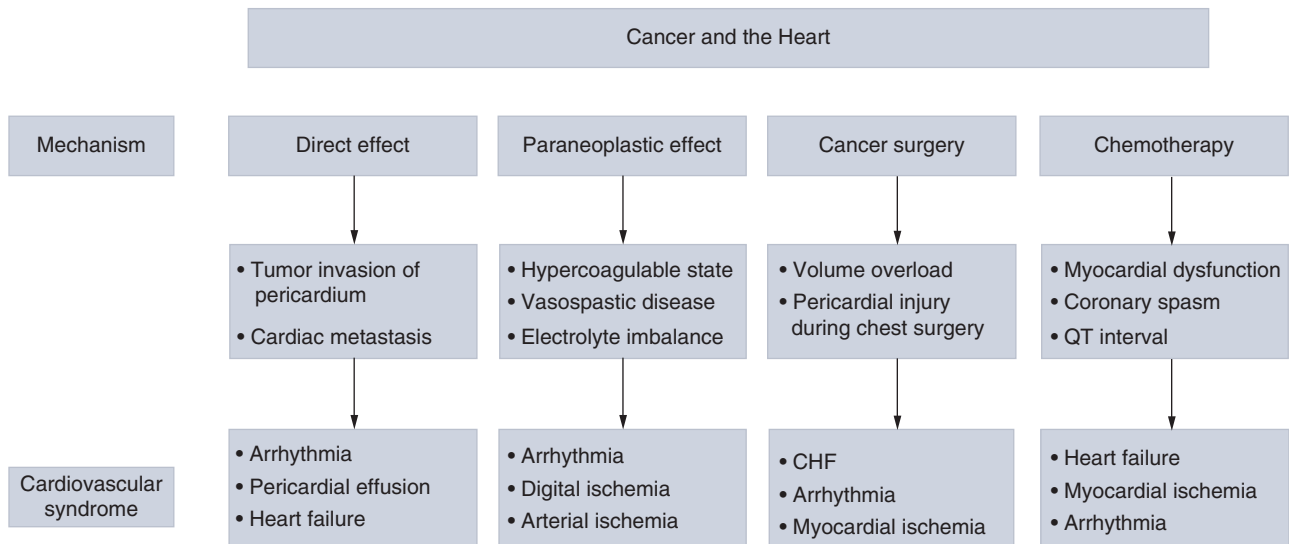 Cancer and the Heart
Mechanism
Direct effect
Paraneoplastic effect
Cancer surgery
Chemotherapy
• Tumor invasion of
pericardium
• Cardiac metastasis
• Hypercoagulable state
• Vasospastic disease
• Electrolyte imbalance
• Volume overload
• Pericardial injury
during chest surgery
• Myocardial dysfunction
• Coronary spasm
• QT interval
Cardiovascular
syndrome
• Arrhythmia
• Pericardial effusion
• Heart failure
• Arrhythmia
• Digital ischemia
• Arterial ischemia
• CHF
• Arrhythmia
• Myocardial ischemia
• Heart failure
• Myocardial ischemia
• Arrhythmia